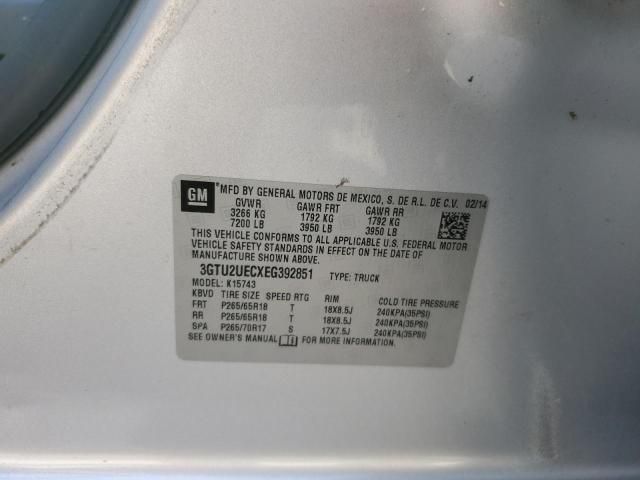 GM *MFD BY GENERAL MOTORS DE MEXICO, S. DE R.L. DE C.V. 02/14
GVWR GAWR FRT GAWR RR
3266 KG 1792 KG 1792 KG
7200 LB 3950 LB 3950 LB
THIS VEHICLE CONFORMS TO ALL APPLICABLE U.S. FEDERAL MOTOR
VEHICLE SAFETY STANDARDS IN EFFECT ON THE DATE OF
MANUFACTURE SHOWN ABOVE.
3GTU2UECXEG392851 TYPE: TRUCK
MODEL: K15743
KBVD TIRE SIZE SPEED RTG RIM COLD TIRE PRESSURE
FRT P265/65R18 T 18X8.5J 240KPA(35PSI)
RR P265/65R18 T 18X8.5J 240KPA(35PSI)
SPA P265/70R17 S 17X7.5J 240KPA(35PSI)
SEE OWNER'S MANUAL FOR MORE INFORMATION.